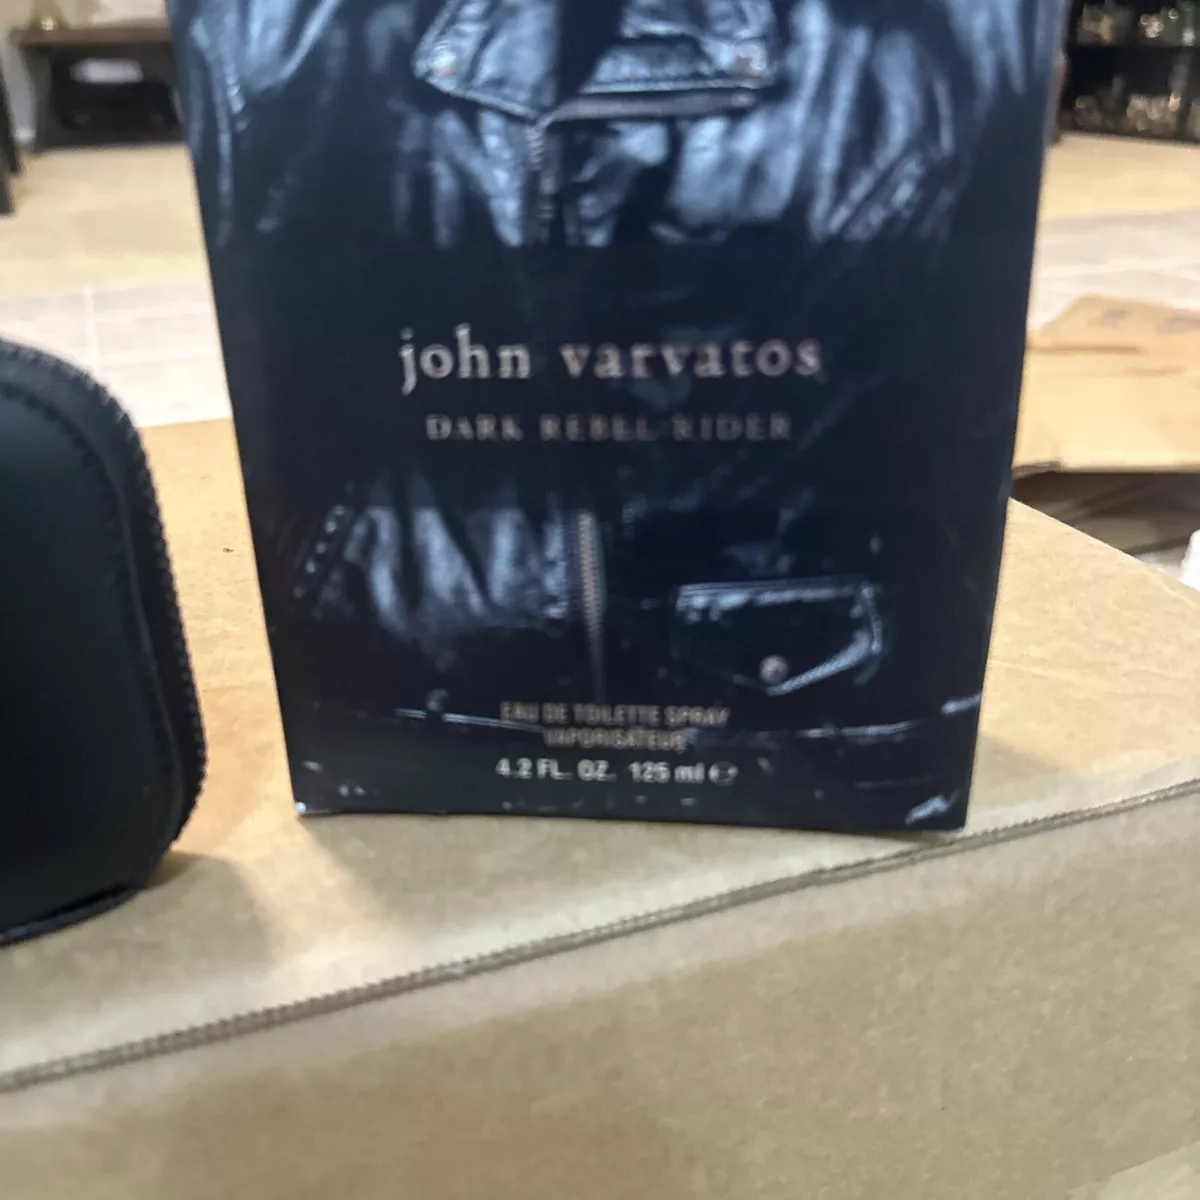 john varvatos
DARK REBEL RIDER
EAU DE TOILETTE SPRAY
VAPORISATEUR
4.2 FL. OZ. 125 ml ℮